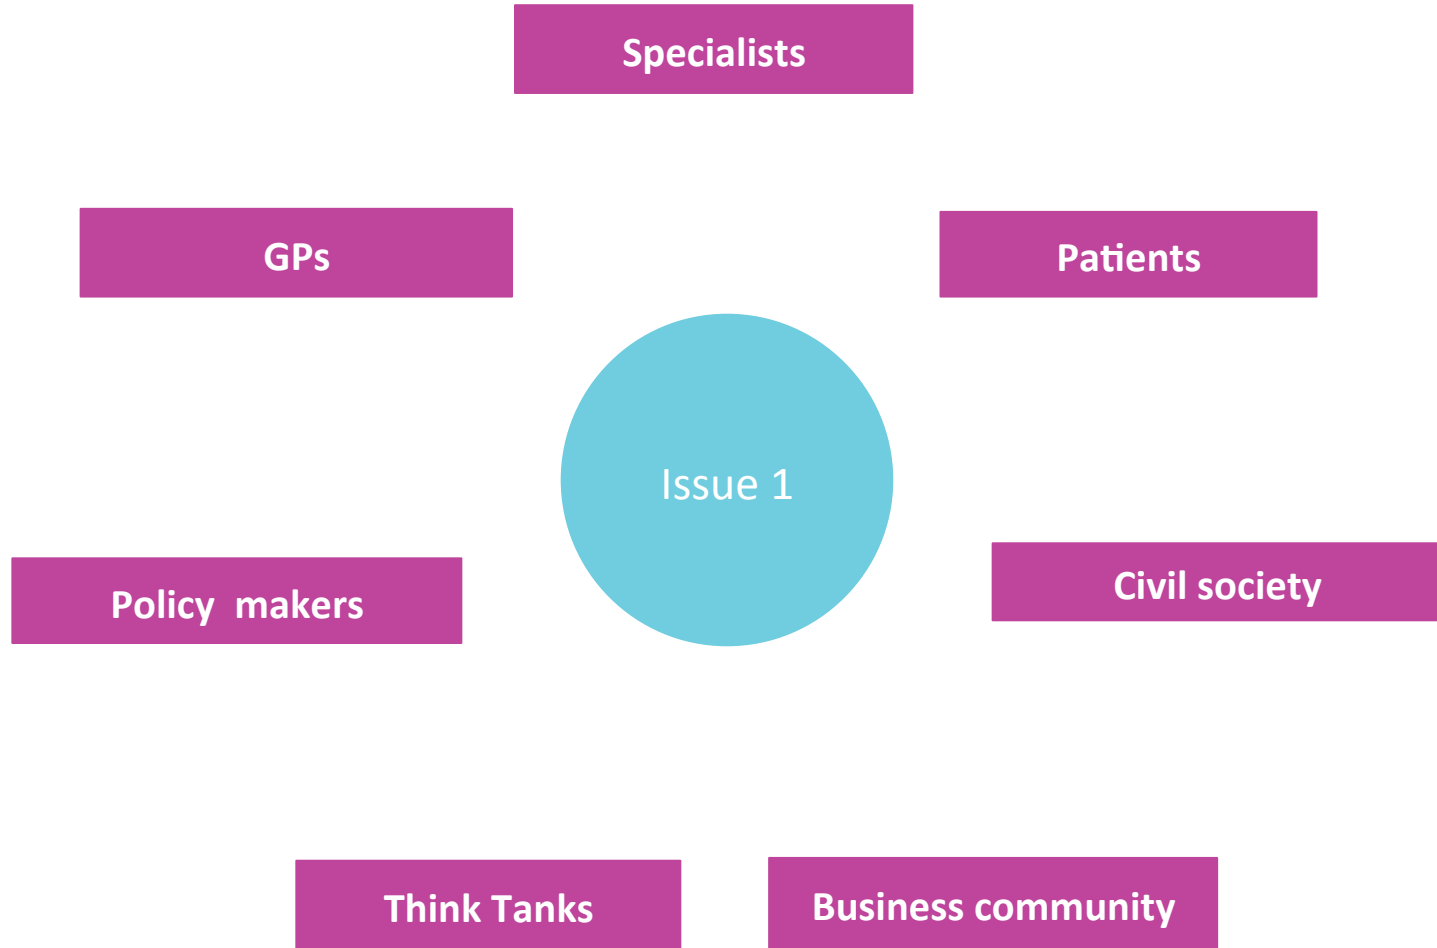 Specialists
GPs
Patients
Issue 1
Civil society
Policy  makers
Think Tanks
Business community